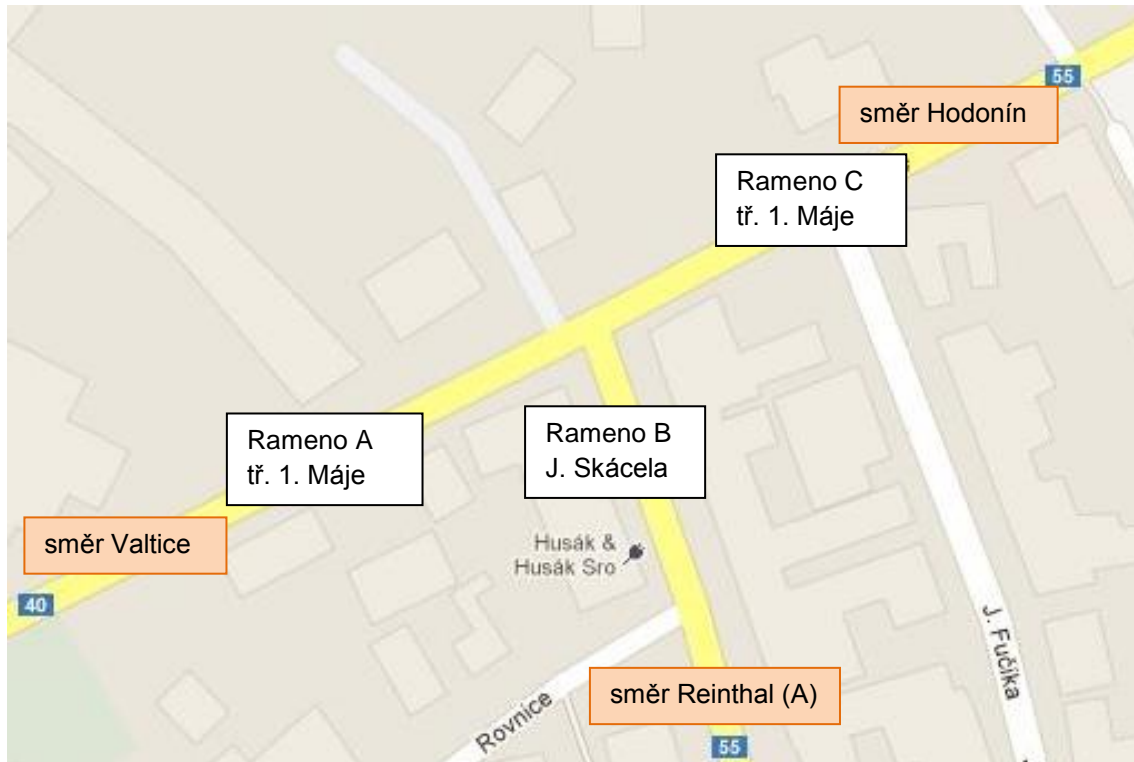 55
směr Hodonín
Rameno C
tř. 1. Máje
Rameno A
tř. 1. Máje
Rameno B
J. Skácela
směr Valtice
Husák &
Husák Sro
40
J. Fučíka
směr Reinthal (A)
Rovnice
55